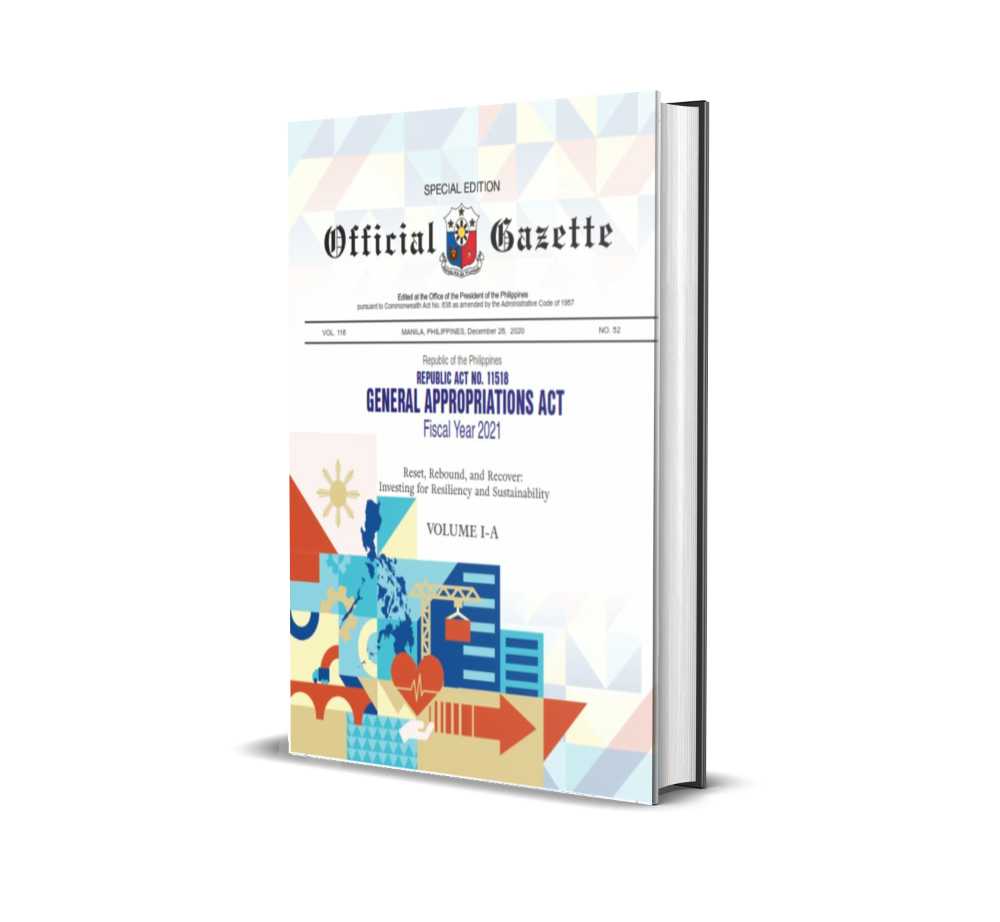 SPECIAL EDITION
Official Gazette
Edited at the Office of the President of the Philippines
pursuant to Commonwealth Act No. 638 as amended by the Administrative Code of 1987
VOL. 116 MANILA, PHILIPPINES, December 28, 2020 NO. 52
Republic of the Philippines
REPUBLIC ACT NO. 11518
GENERAL APPROPRIATIONS ACT
Fiscal Year 2021
Reset, Rebound, and Recover:
Investing for Resiliency and Sustainability
VOLUME I-A